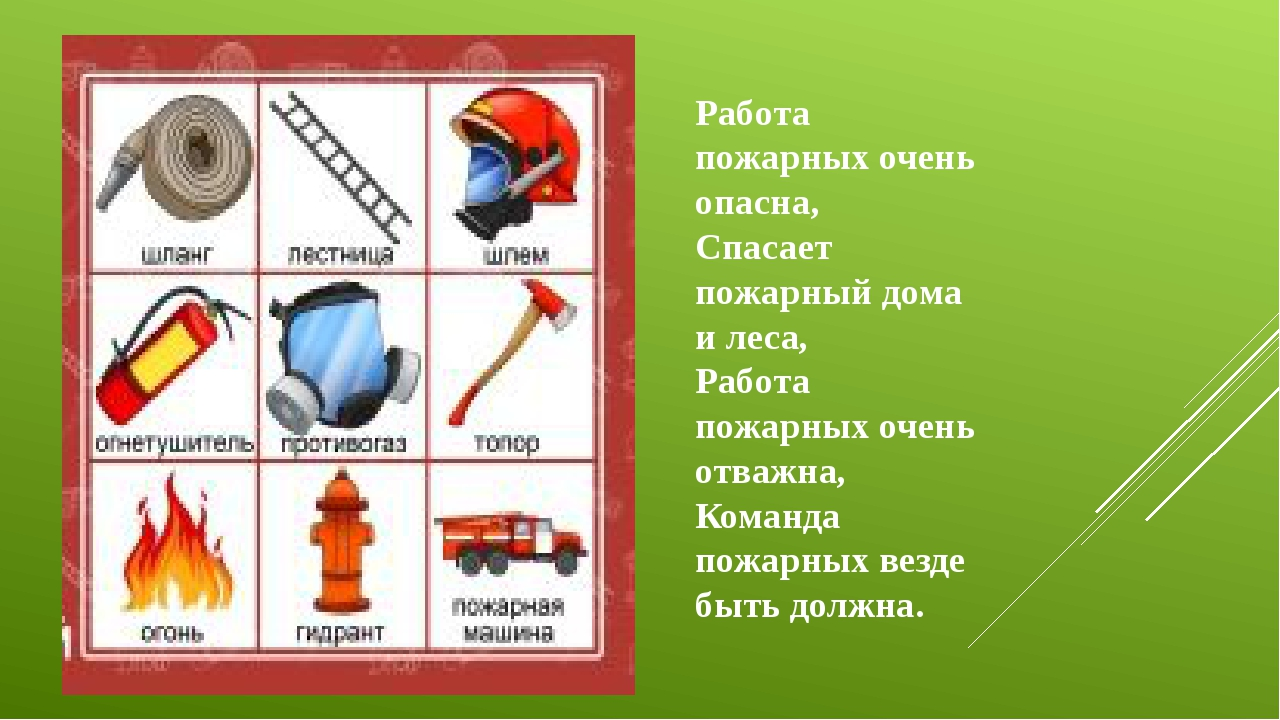 шланг
лестница
шлем
огнетушитель
противогаз
топор
огонь
гидрант
пожарная
машина
Работа
пожарных очень
опасна,
Спасает
пожарный дома
и леса,
Работа
пожарных очень
отважна,
Команда
пожарных везде
быть должна.